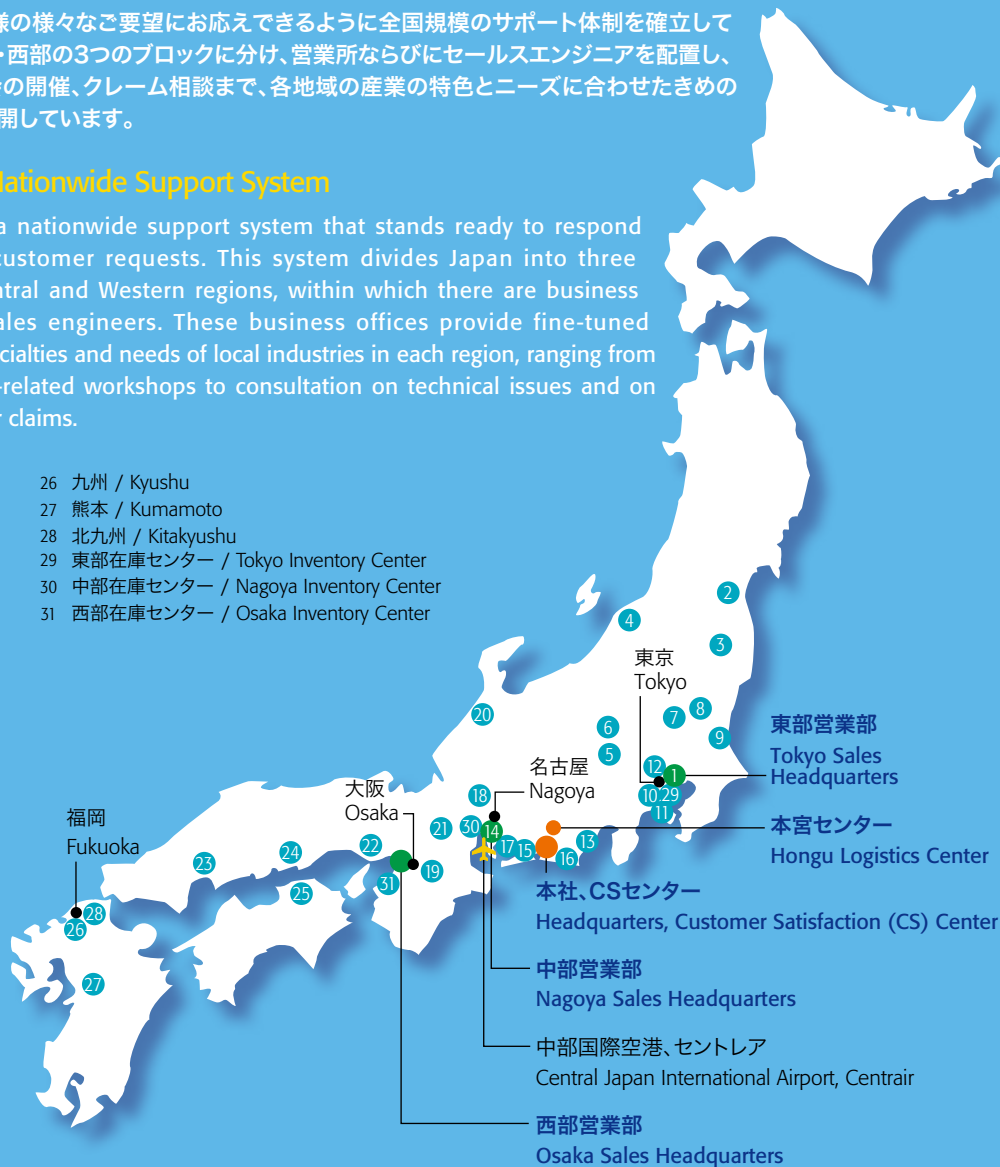 様の様々なご要望にお応えできるように全国規模のサポート体制を確立して
・西部の3つのブロックに分け、営業所ならびにセールスエンジニアを配置し、
の開催、クレーム相談まで、各地域の産業の特色とニーズに合わせたきめの
開しています。
Nationwide Support System
a nationwide support system that stands ready to respond
customer requests. This system divides Japan into three
ntral and Western regions, within which there are business
ales engineers. These business offices provide fine-tuned
cialties and needs of local industries in each region, ranging from
-related workshops to consultation on technical issues and on
r claims.
26 九州 / Kyushu
27 熊本 / Kumamoto
28 北九州 / Kitakyushu
29 東部在庫センター / Tokyo Inventory Center
30 中部在庫センター / Nagoya Inventory Center
31 西部在庫センター / Osaka Inventory Center
2
4
3
東京
Tokyo
20
6
7
8
9
5
12
1
10.29
11
東部営業部
Tokyo Sales
Headquarters
名古屋
Nagoya
大阪
Osaka
福岡
Fukuoka
18
21
30
14
17
15
16
13
本宮センター
Hongu Logistics Center
22
24
23
19
31
25
28
26
27
本社、CSセンター
Headquarters, Customer Satisfaction (CS) Center
中部営業部
Nagoya Sales Headquarters
中部国際空港、セントレア
Central Japan International Airport, Centrair
西部営業部
Osaka Sales Headquarters